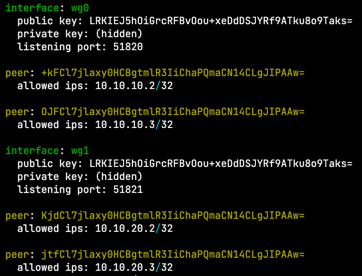 interface: wg0
public key: LRKIEJ5hOiGrcRFBvOou+xeDdDSJYRf9ATku8o9Taks=
private key: (hidden)
listening port: 51820
peer: +kFCl7jlaxy0HCBgtmlR3IiChaPQmaCN14CLgJIPAAw=
allowed ips: 10.10.10.2/32
peer: OJFCl7jlaxy0HCBgtmlR3IiChaPQmaCN14CLgJIPAAw=
allowed ips: 10.10.10.3/32
interface: wg1
public key: LRKIEJ5hOiGrcRFBvOou+xeDdDSJYRf9ATku8o9Taks=
private key: (hidden)
listening port: 51821
peer: KjdCl7jlaxy0HCBgtmlR3IiChaPQmaCN14CLgJIPAAw=
allowed ips: 10.10.20.2/32
peer: jtfCl7jlaxy0HCBgtmlR3IiChaPQmaCN14CLgJIPAAw=
allowed ips: 10.10.20.3/32